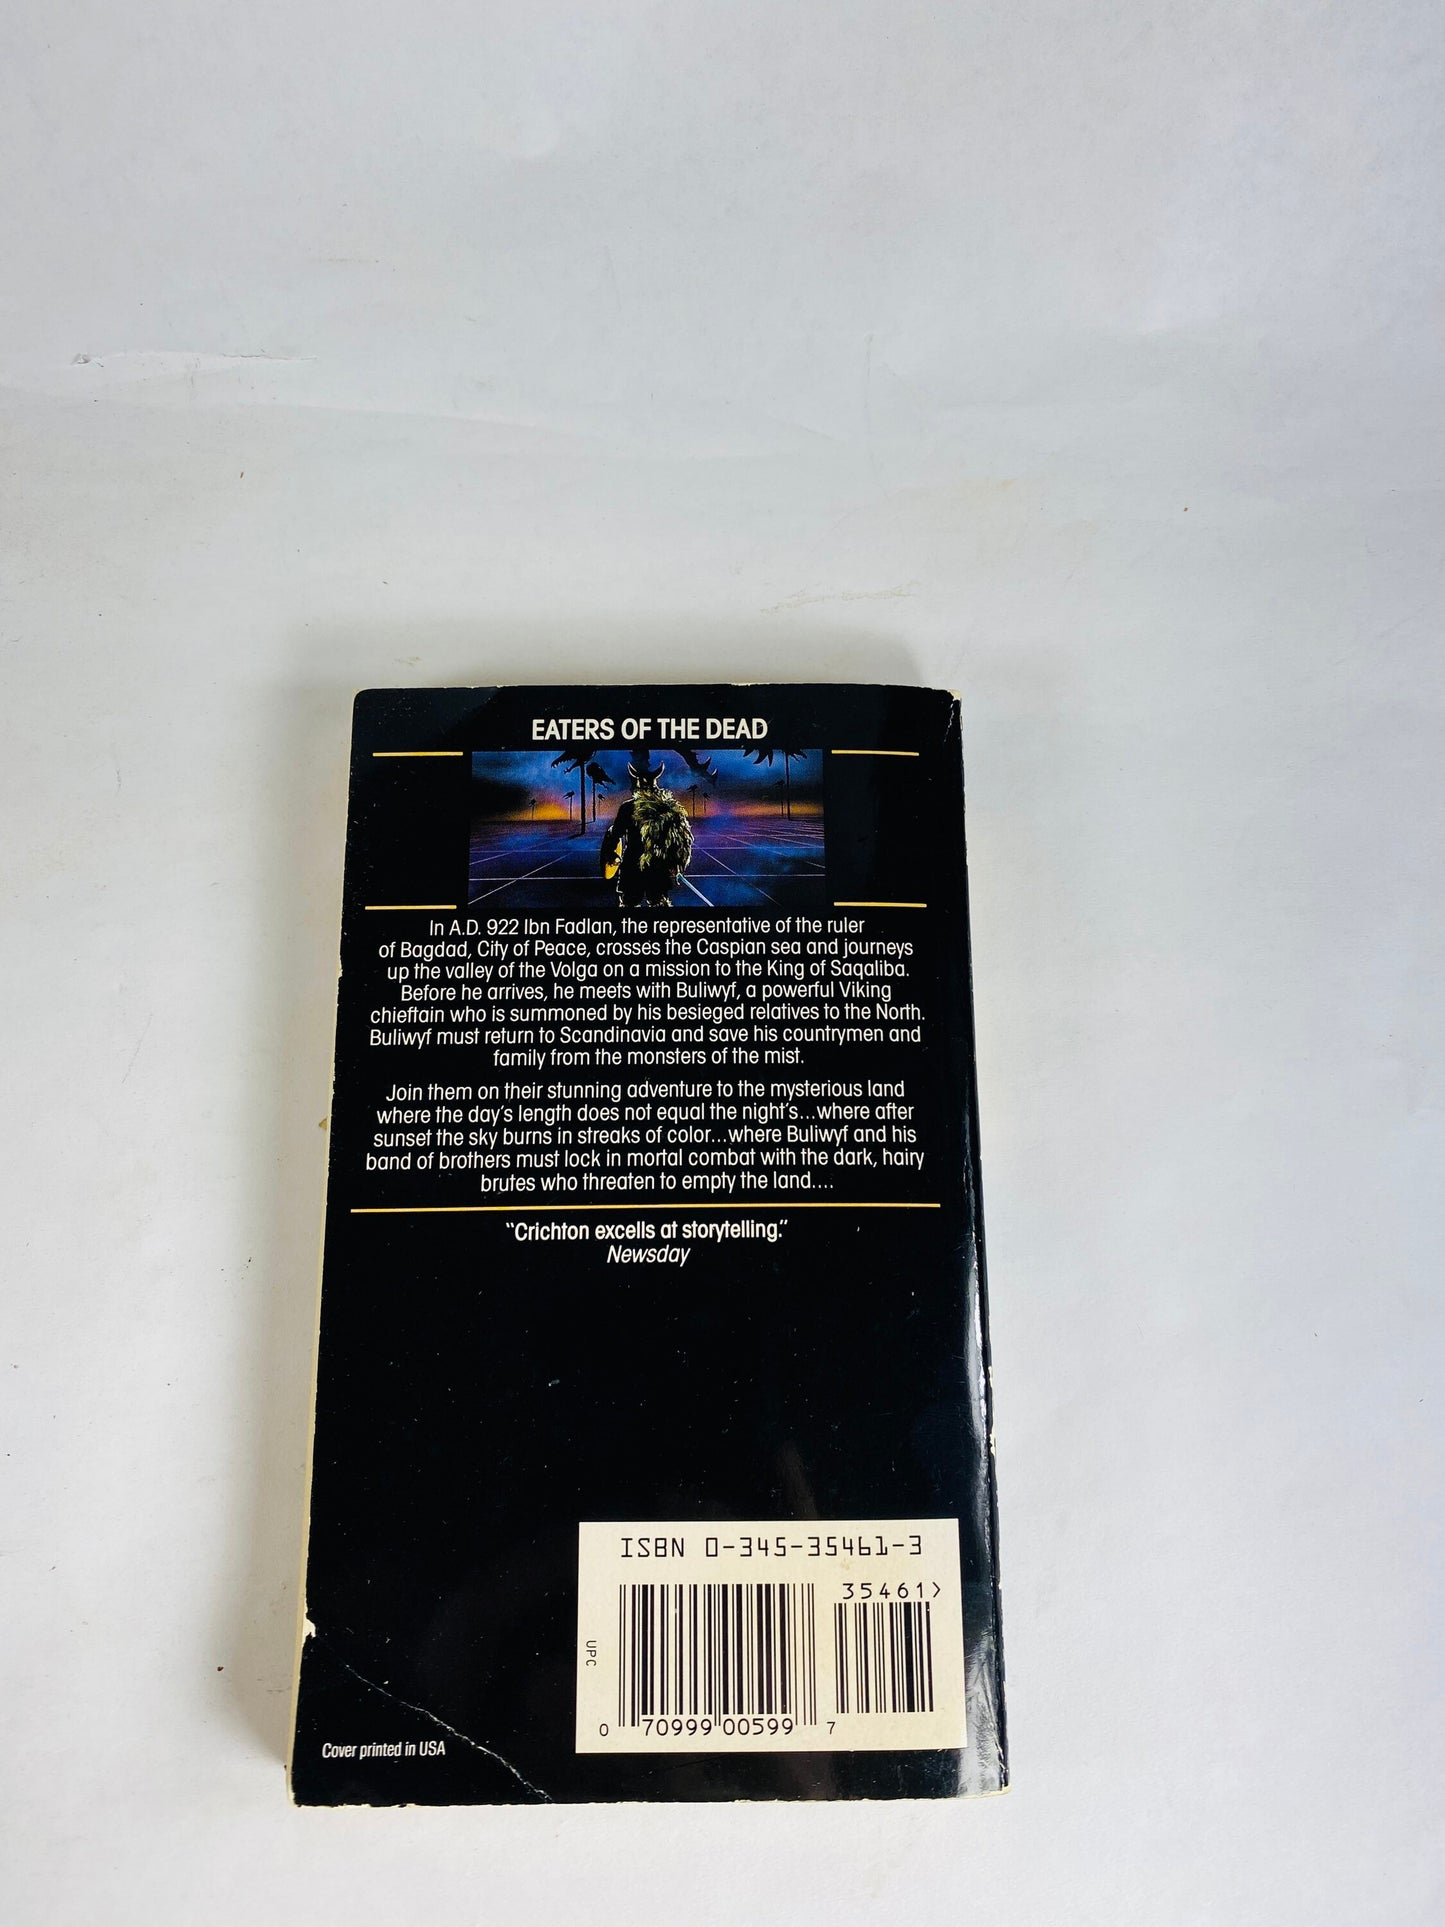 EATERS OF THE DEAD
In A.D. 922 Ibn Fadlan, the representative of the ruler
of Bagdad, City of Peace, crosses the Caspian sea and journeys
up the valley of the Volga on a mission to the King of Saqaliba.
Before he arrives, he meets with Buliwyf, a powerful Viking
chieftain who is summoned by his besieged relatives to the North.
Buliwyf must return to Scandinavia and save his countrymen and
family from the monsters of the mist.
Join them on their stunning adventure to the mysterious land
where the day's length does not equal the night's...where after
sunset the sky burns in streaks of color...where Buliwyf and his
band of brothers must lock in mortal combat with the dark, hairy
brutes who threaten to empty the land....
"Crichton excells at storytelling."
Newsday
ISBN 0-345-35461-3
35461>
UPC
0 70999 00599 7
Cover printed in USA